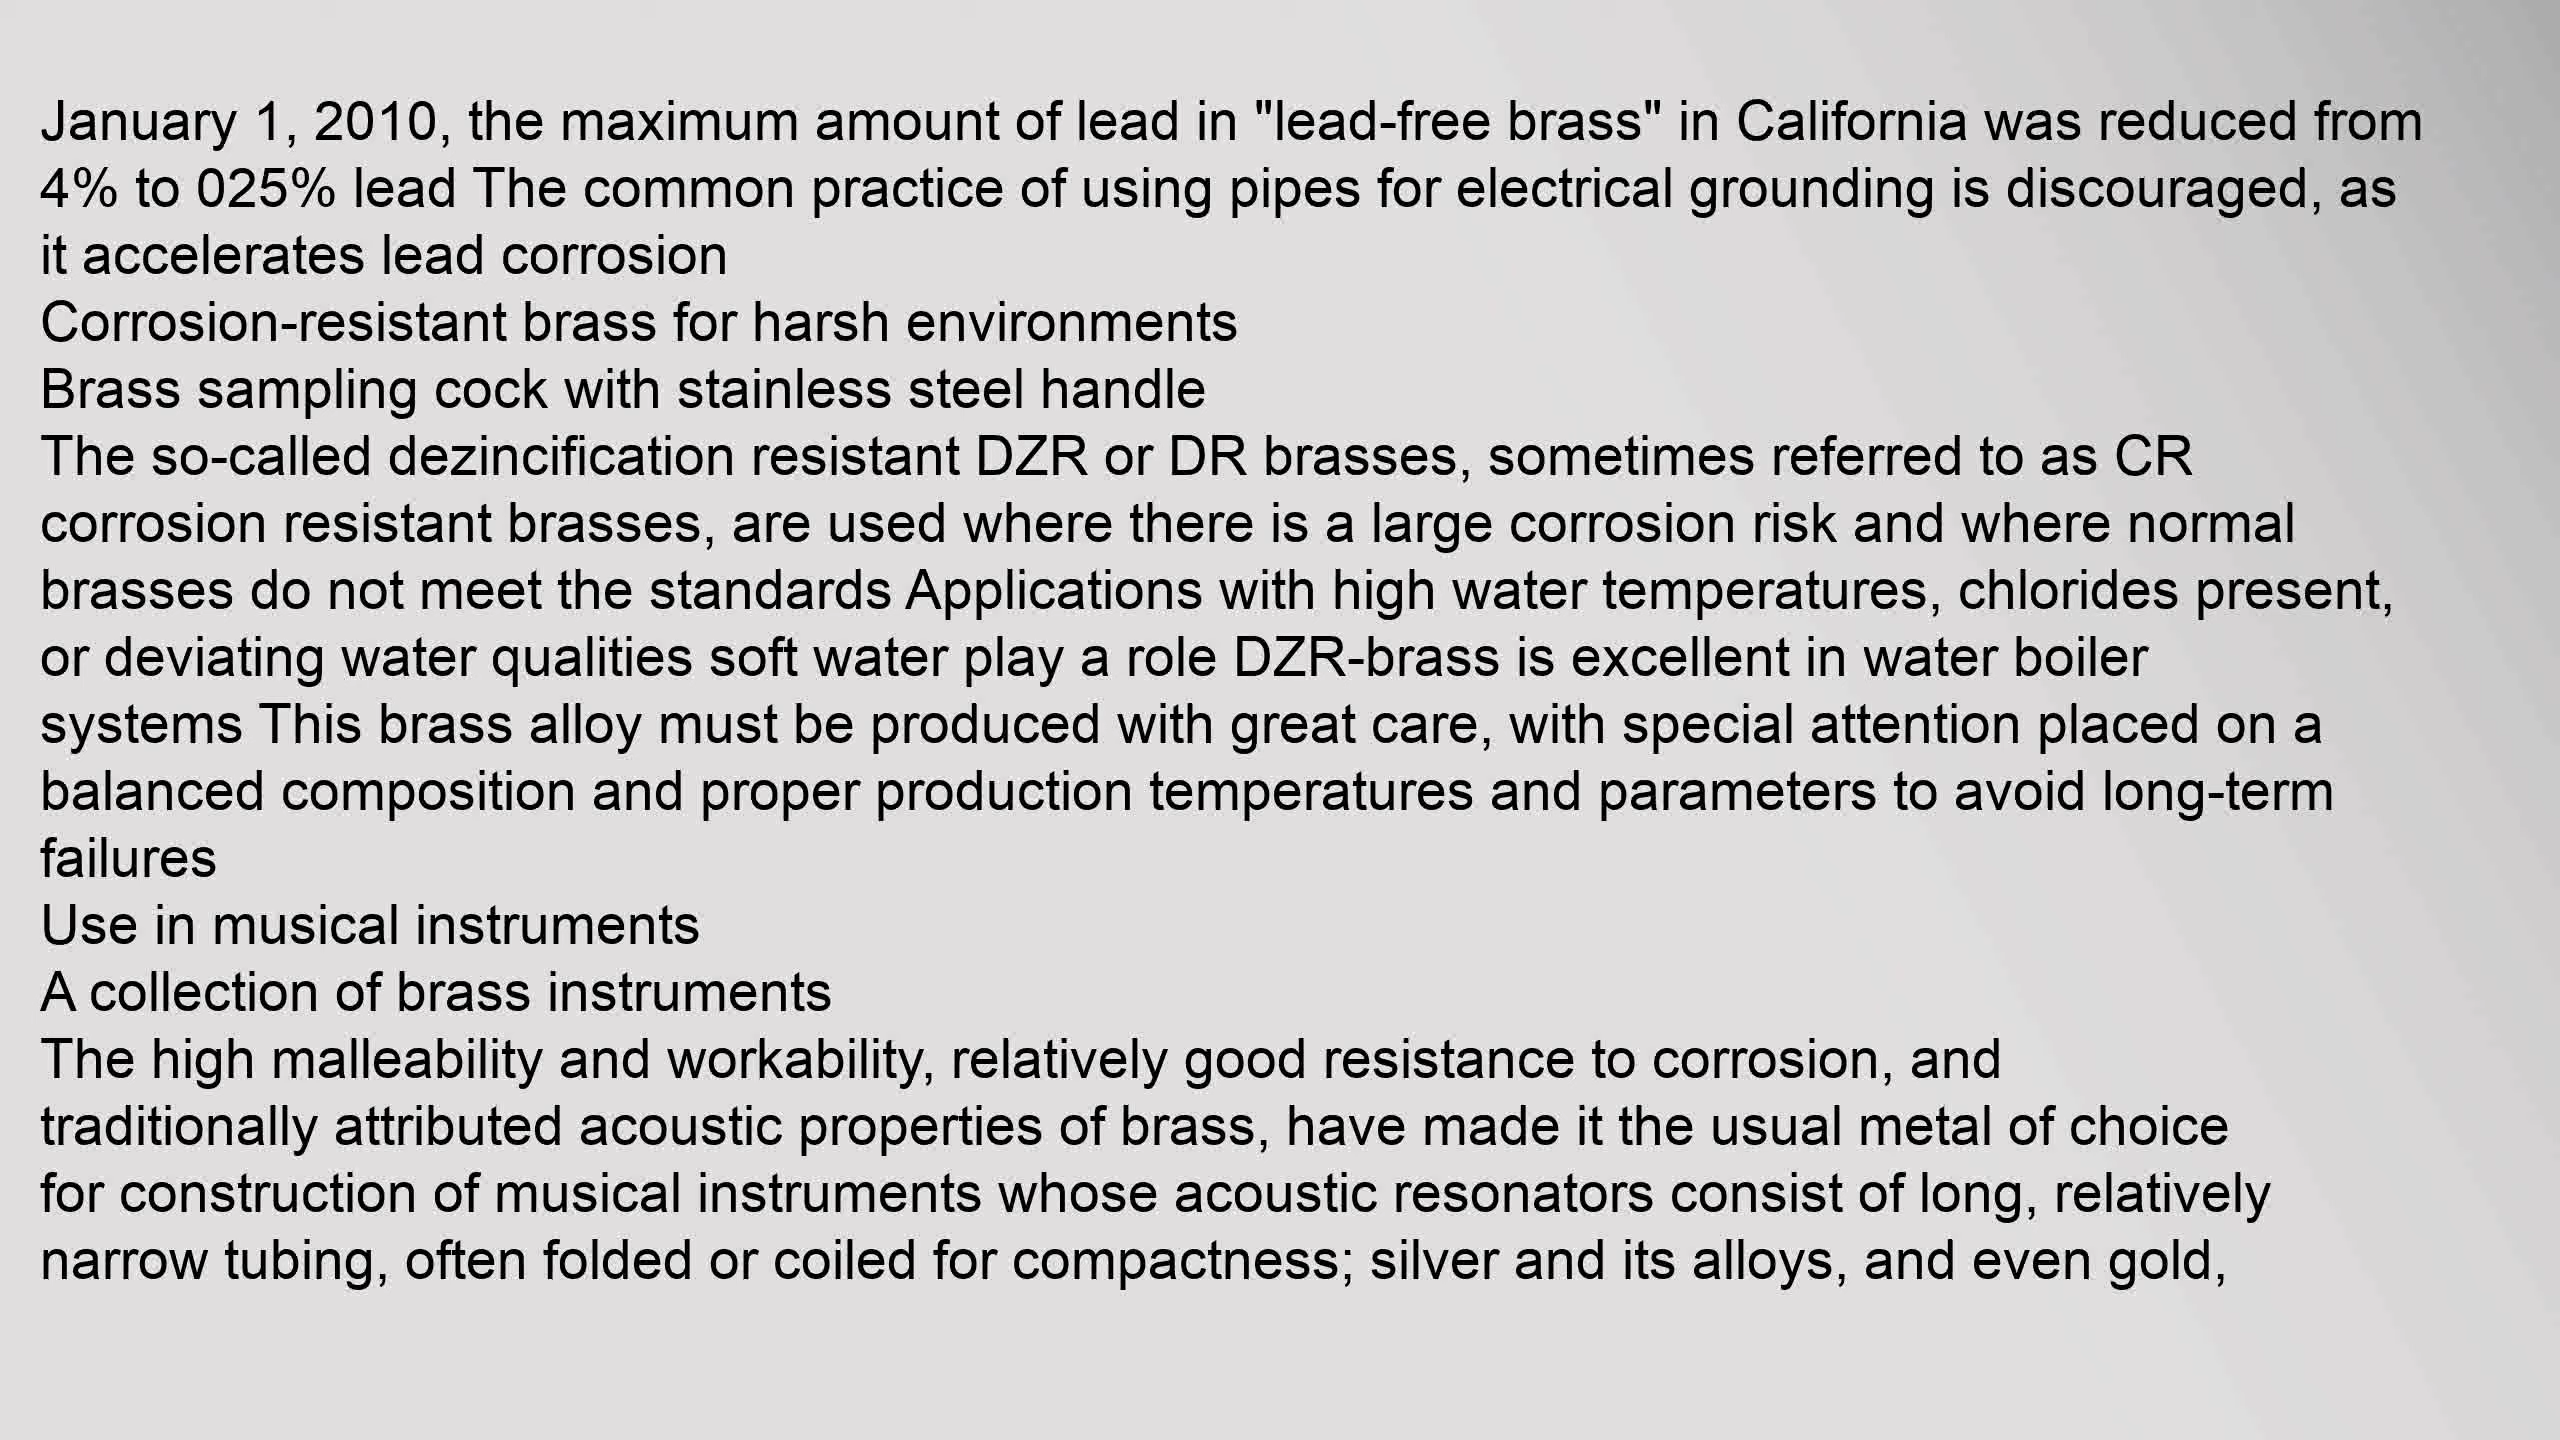 January 1, 2010, the maximum amount of lead in "lead-free brass" in California was reduced from
4% to 025% lead The common practice of using pipes for electrical grounding is discouraged, as
it accelerates lead corrosion
Corrosion-resistant brass for harsh environments
Brass sampling cock with stainless steel handle
The so-called dezincification resistant DZR or DR brasses, sometimes referred to as CR
corrosion resistant brasses, are used where there is a large corrosion risk and where normal
brasses do not meet the standards Applications with high water temperatures, chlorides present,
or deviating water qualities soft water play a role DZR-brass is excellent in water boiler
systems This brass alloy must be produced with great care, with special attention placed on a
balanced composition and proper production temperatures and parameters to avoid long-term
failures
Use in musical instruments
A collection of brass instruments
The high malleability and workability, relatively good resistance to corrosion, and
traditionally attributed acoustic properties of brass, have made it the usual metal of choice
for construction of musical instruments whose acoustic resonators consist of long, relatively
narrow tubing, often folded or coiled for compactness; silver and its alloys, and even gold,